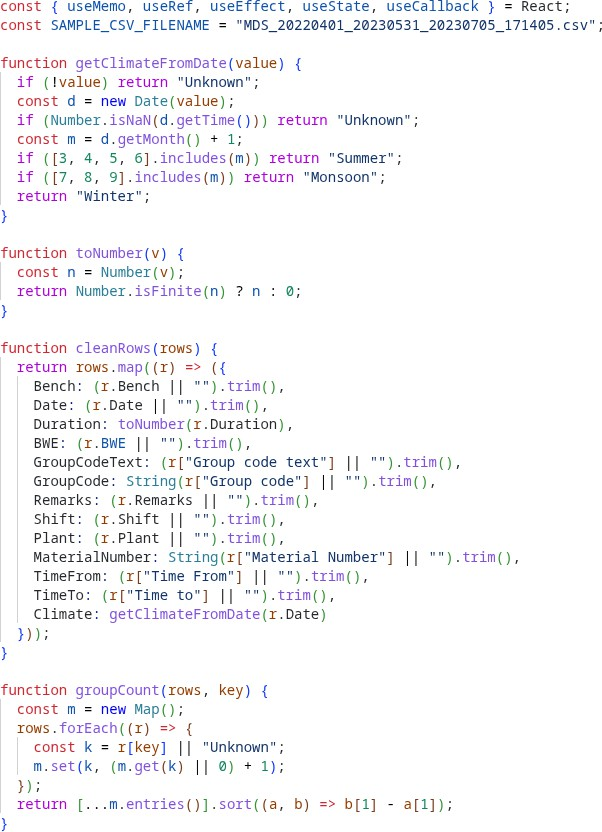 const { useMemo, useRef, useEffect, useState, useCallback } = React;
const SAMPLE_CSV_FILENAME = "MDS_20220401_20230531_20230705_171405.csv";

function getClimateFromDate(value) {
  if (!value) return "Unknown";
  const d = new Date(value);
  if (Number.isNaN(d.getTime())) return "Unknown";
  const m = d.getMonth() + 1;
  if ([3, 4, 5, 6].includes(m)) return "Summer";
  if ([7, 8, 9].includes(m)) return "Monsoon";
  return "Winter";
}

function toNumber(v) {
  const n = Number(v);
  return Number.isFinite(n) ? n : 0;
}

function cleanRows(rows) {
  return rows.map((r) => ({
    Bench: (r.Bench || "").trim(),
    Date: (r.Date || "").trim(),
    Duration: toNumber(r.Duration),
    BWE: (r.BWE || "").trim(),
    GroupCodeText: (r["Group code text"] || "").trim(),
    GroupCode: String(r["Group code"] || "").trim(),
    Remarks: (r.Remarks || "").trim(),
    Shift: (r.Shift || "").trim(),
    Plant: (r.Plant || "").trim(),
    MaterialNumber: String(r["Material Number"] || "").trim(),
    TimeFrom: (r["Time From"] || "").trim(),
    TimeTo: (r["Time to"] || "").trim(),
    Climate: getClimateFromDate(r.Date)
  }));
}

function groupCount(rows, key) {
  const m = new Map();
  rows.forEach((r) => {
    const k = r[key] || "Unknown";
    m.set(k, (m.get(k) || 0) + 1);
  });
  return [...m.entries()].sort((a, b) => b[1] - a[1]);
}